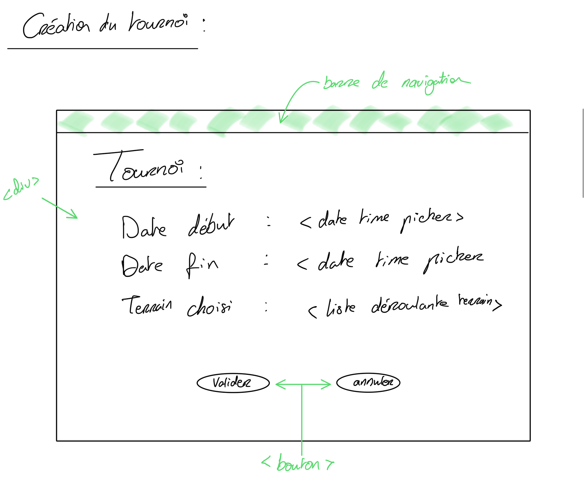 Création du tournoi :
barre de navigation
Tournoi :
<div>
Date début : <date time picker>
Date fin : <date time picker
Terrain choisi : <liste déroulante terrain>
Valider annuler
<bouton>